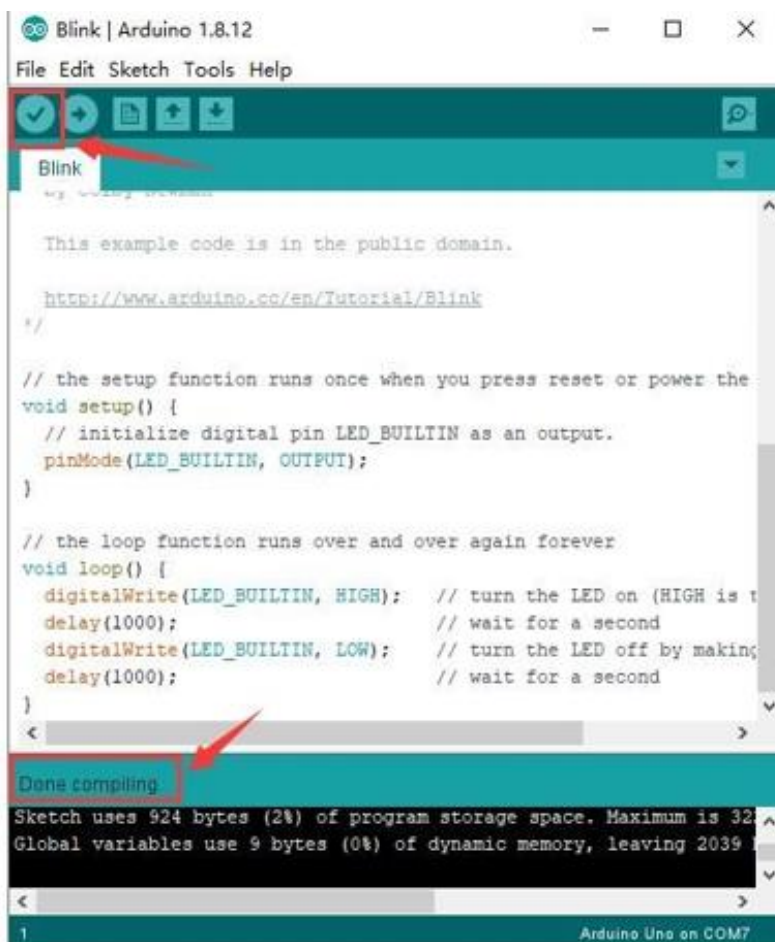 Blink | Arduino 1.8.12
File Edit Sketch Tools Help
Blink
This example code is in the public domain.
http://www.arduino.cc/en/Tutorial/Blink
*/
// the setup function runs once when you press reset or power the
void setup() {
// initialize digital pin LED_BUILTIN as an output.
pinMode(LED_BUILTIN, OUTPUT);
}
// the loop function runs over and over again forever
void loop() {
digitalWrite(LED_BUILTIN, HIGH); // turn the LED on (HIGH is t
delay(1000); // wait for a second
digitalWrite(LED_BUILTIN, LOW); // turn the LED off by making
delay(1000); // wait for a second
}
Done compiling
Sketch uses 924 bytes (2%) of program storage space. Maximum is 32
Global variables use 9 bytes (0%) of dynamic memory, leaving 2039
1
Arduino Uno on COM7